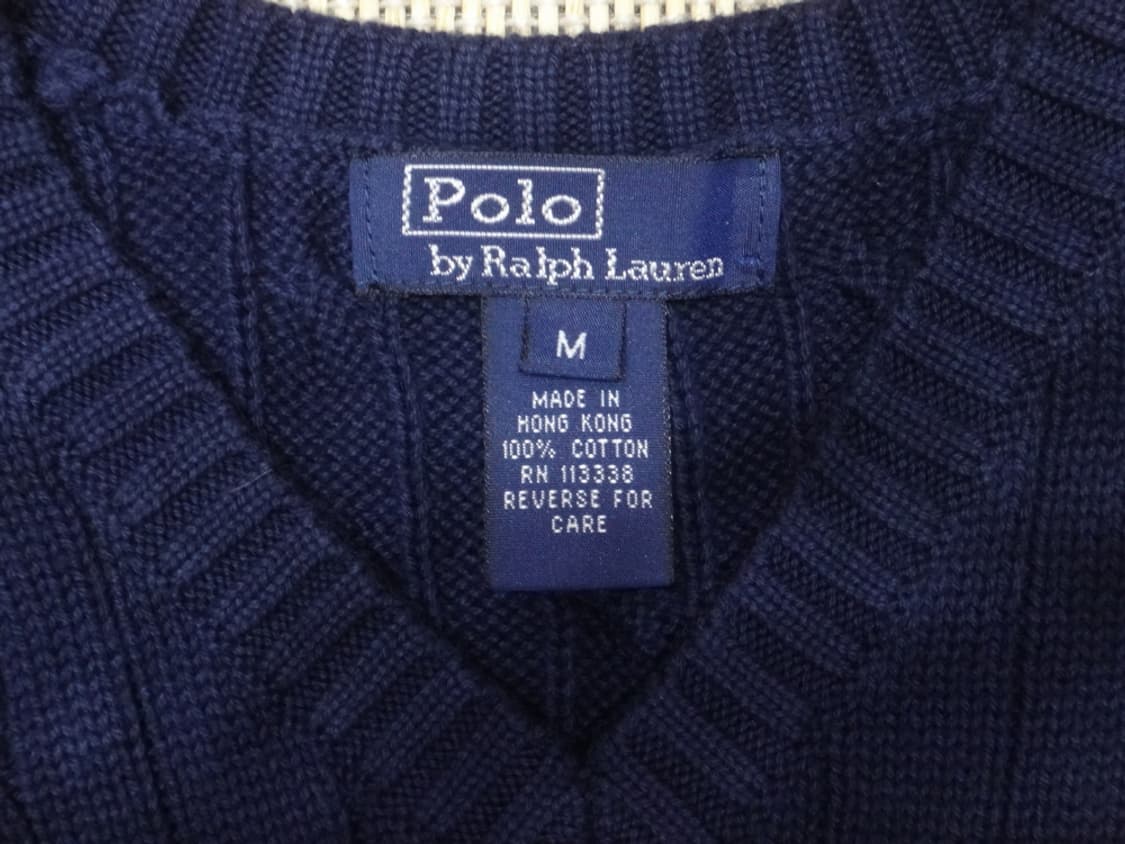 Polo
by Ralph Lauren
M
MADE IN
HONG KONG
100% COTTON
RN 113338
REVERSE FOR
CARE